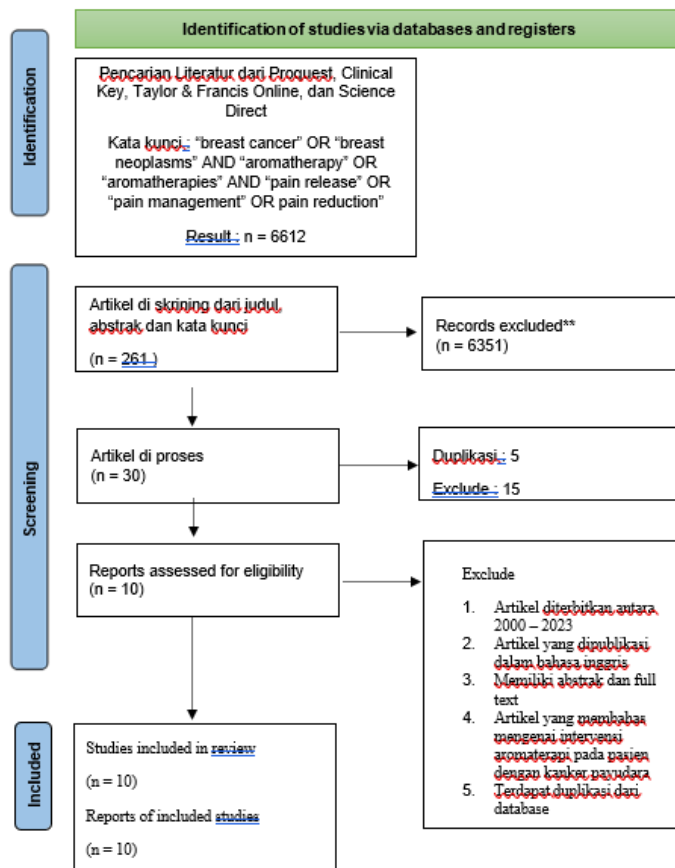 Identification of studies via databases and registers
Identification
Pencarian Literatur dari Proquest, Clinical
Key, Taylor & Francis Online, dan Science
Direct
Kata kunci : "breast cancer" OR "breast
neoplasms" AND "aromatherapy" OR
"aromatherapies" AND "pain release" OR
"pain management" OR pain reduction"
Result : n = 6612
Screening
Artikel di skrining dari judul,
abstrak dan kata kunci
(n = 261 )
Records excluded**
(n = 6351)
Artikel di proses
(n = 30)
Duplikasi : 5
Exclude : 15
Reports assessed for eligibility
(n = 10)
Exclude
1. Artikel diterbitkan antara
2000 – 2023
2. Artikel yang dipublikasi
dalam bahasa inggris
3. Memiliki abstrak dan full
text
4. Artikel yang membahas
mengenai intervensi
aromaterapi pada pasien
dengan kanker payudara
5. Terdapat duplikasi dari
database
Included
Studies included in review
(n = 10)
Reports of included studies
(n = 10)